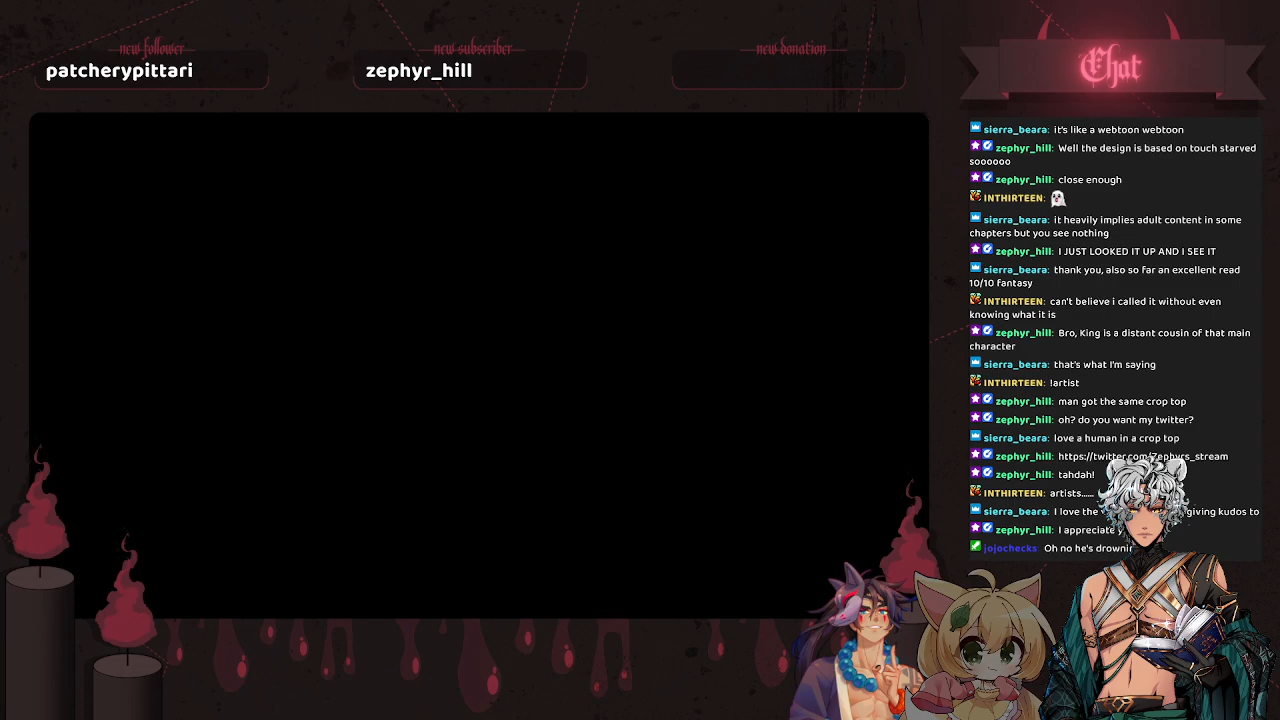 new follower
patcherypittari
new subscriber
zephyr_hill
new donation
Chat
sierra_beara: it's like a webtoon webtoon
zephyr_hill: Well the design is based on touch starved
soooooo
zephyr_hill: close enough
INTHIRTEEN:
sierra_beara: it heavily implies adult content in some
chapters but you see nothing
zephyr_hill: I JUST LOOKED IT UP AND I SEE IT
sierra_beara: thank you, also so far an excellent read
10/10 fantasy
INTHIRTEEN: can't believe i called it without even
knowing what it is
zephyr_hill: Bro, King is a distant cousin of that main
character
sierra_beara: that's what I'm saying
INTHIRTEEN: !artist
zephyr_hill: man got the same crop top
zephyr_hill: oh? do you want my twitter?
sierra_beara: love a human in a crop top
zephyr_hill: https://twitter.com/Zephyrs_stream
zephyr_hill: tahdah!
INTHIRTEEN: artists......
sierra_beara: I love the giving kudos to
zephyr_hill: I appreciate
jojochecks: Oh no he's